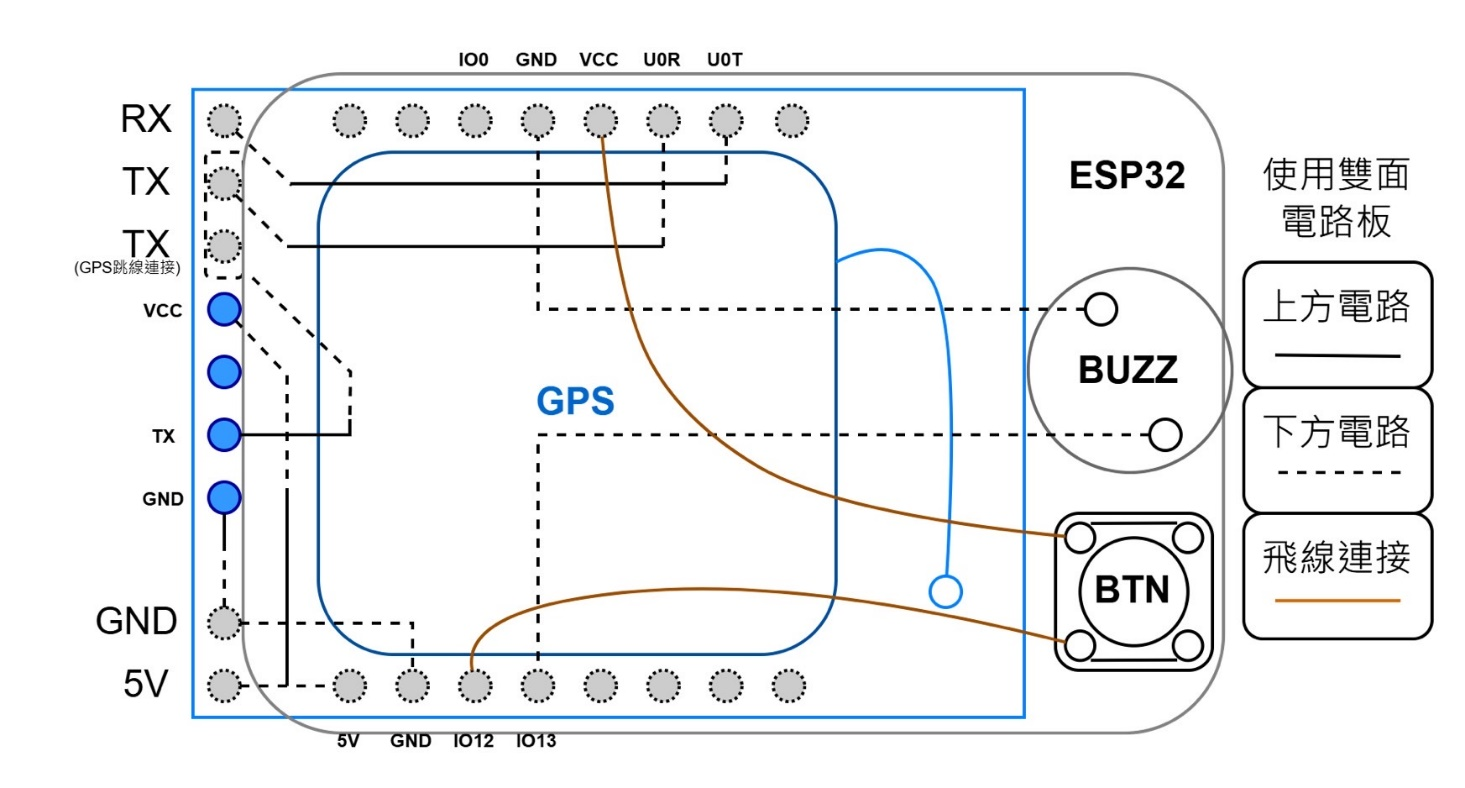 IO0 GND VCC U0R U0T
RX
TX
TX
(GPS跳線連接)
VCC
TX
GND
GND
5V
5V GND IO12 IO13
GPS
ESP32
BUZZ
BTN
使用雙面
電路板
上方電路
下方電路
飛線連接